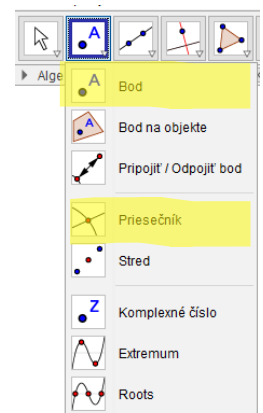 A
Alge
A
Bod
A
Bod na objekte
Pripojiť / Odpojiť bod
Priesečník
Stred
Z
Komplexné číslo
Extremum
Roots